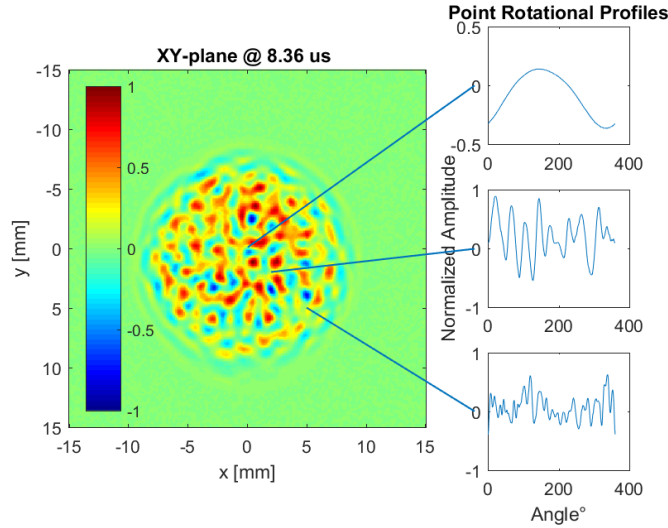 Point Rotational Profiles
XY-plane @ 8.36 us
-15
-10
-5
0
5
10
15
y [mm]
-15 -10 -5 0 5 10 15
x [mm]
1
0.5
0
-0.5
-1
0.5
0
-0.5
0 200 400
Normalized Amplitude
1
0
-1
0 200 400
1
0
-1
0 200 400
Angle°